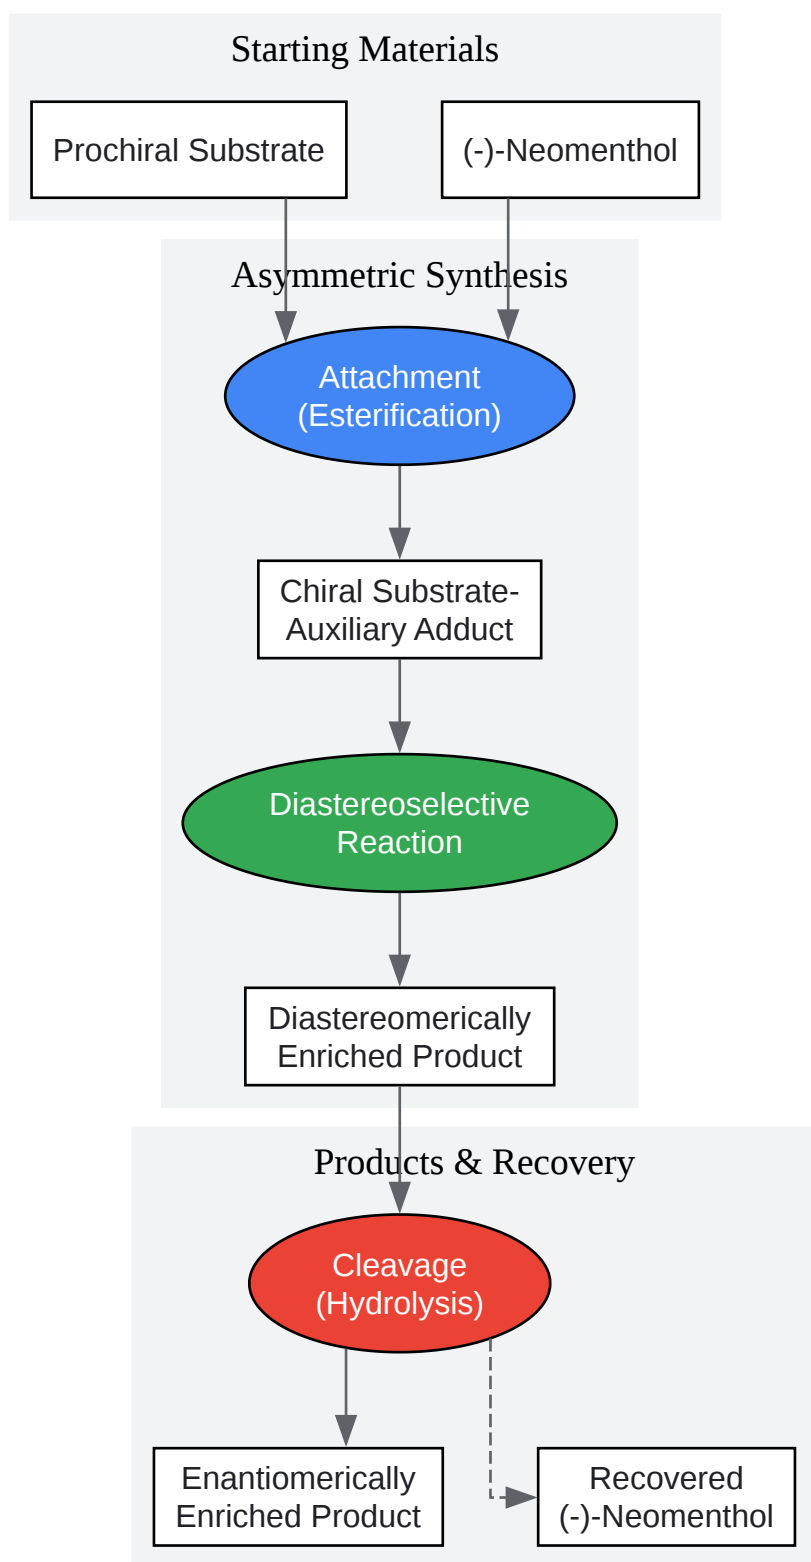 Starting Materials
Prochiral Substrate
(-)-Neomenthol
Asymmetric Synthesis
Attachment
(Esterification)
Chiral Substrate-
Auxiliary Adduct
Diastereoselective
Reaction
Diastereomerically
Enriched Product
Products & Recovery
Cleavage
(Hydrolysis)
Enantiomerically
Enriched Product
Recovered
(-)-Neomenthol